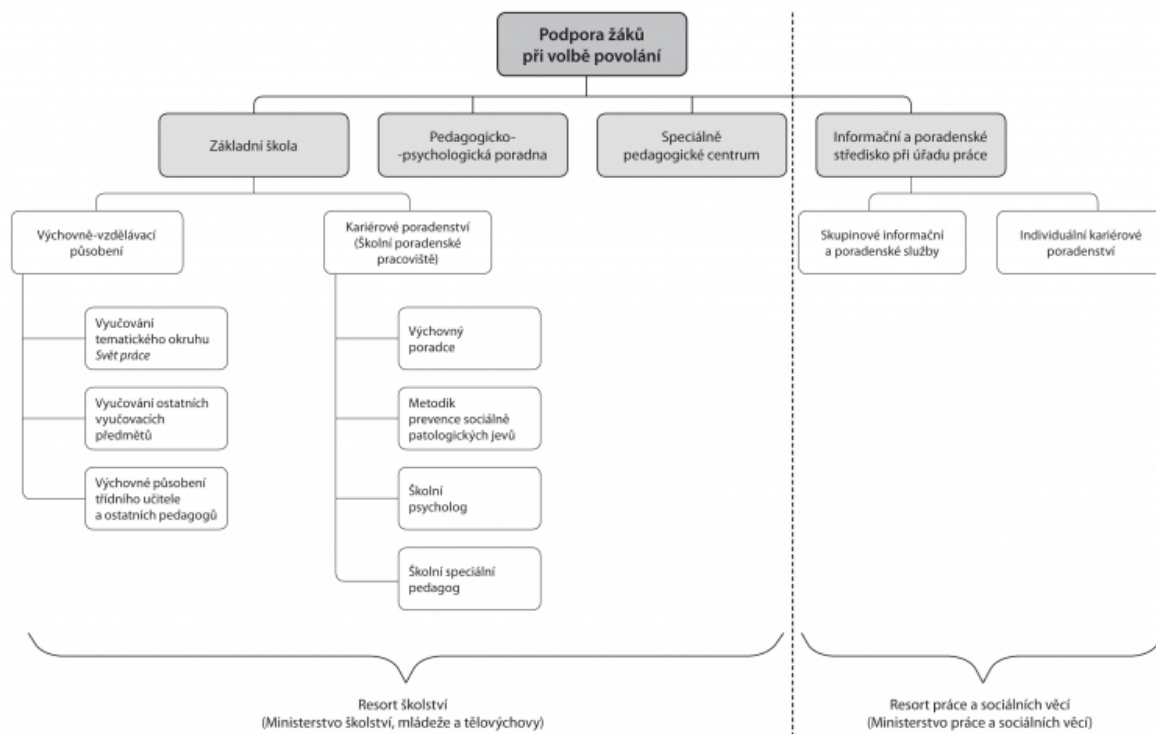 Podpora žáků
při volbě povolání
Základní škola
Pedagogicko-
-psychologická poradna
Speciálně
pedagogické centrum
Informační a poradenské
středisko při úřadu práce
Výchovně-vzdělávací
působení
Kariérové poradenství
(Školní poradenské
pracoviště)
Skupinové informační
a poradenské služby
Individuální kariérové
poradenství
Vyučování
tematického okruhu
Svět práce
Vyučování ostatních
vyučovacích
předmětů
Výchovné působení
třídního učitele
a ostatních pedagogů
Výchovný
poradce
Metodik
prevence sociálně
patologických jevů
Školní
psycholog
Školní speciální
pedagog
Resort školství
(Ministerstvo školství, mládeže a tělovýchovy)
Resort práce a sociálních věcí
(Ministerstvo práce a sociálních věcí)